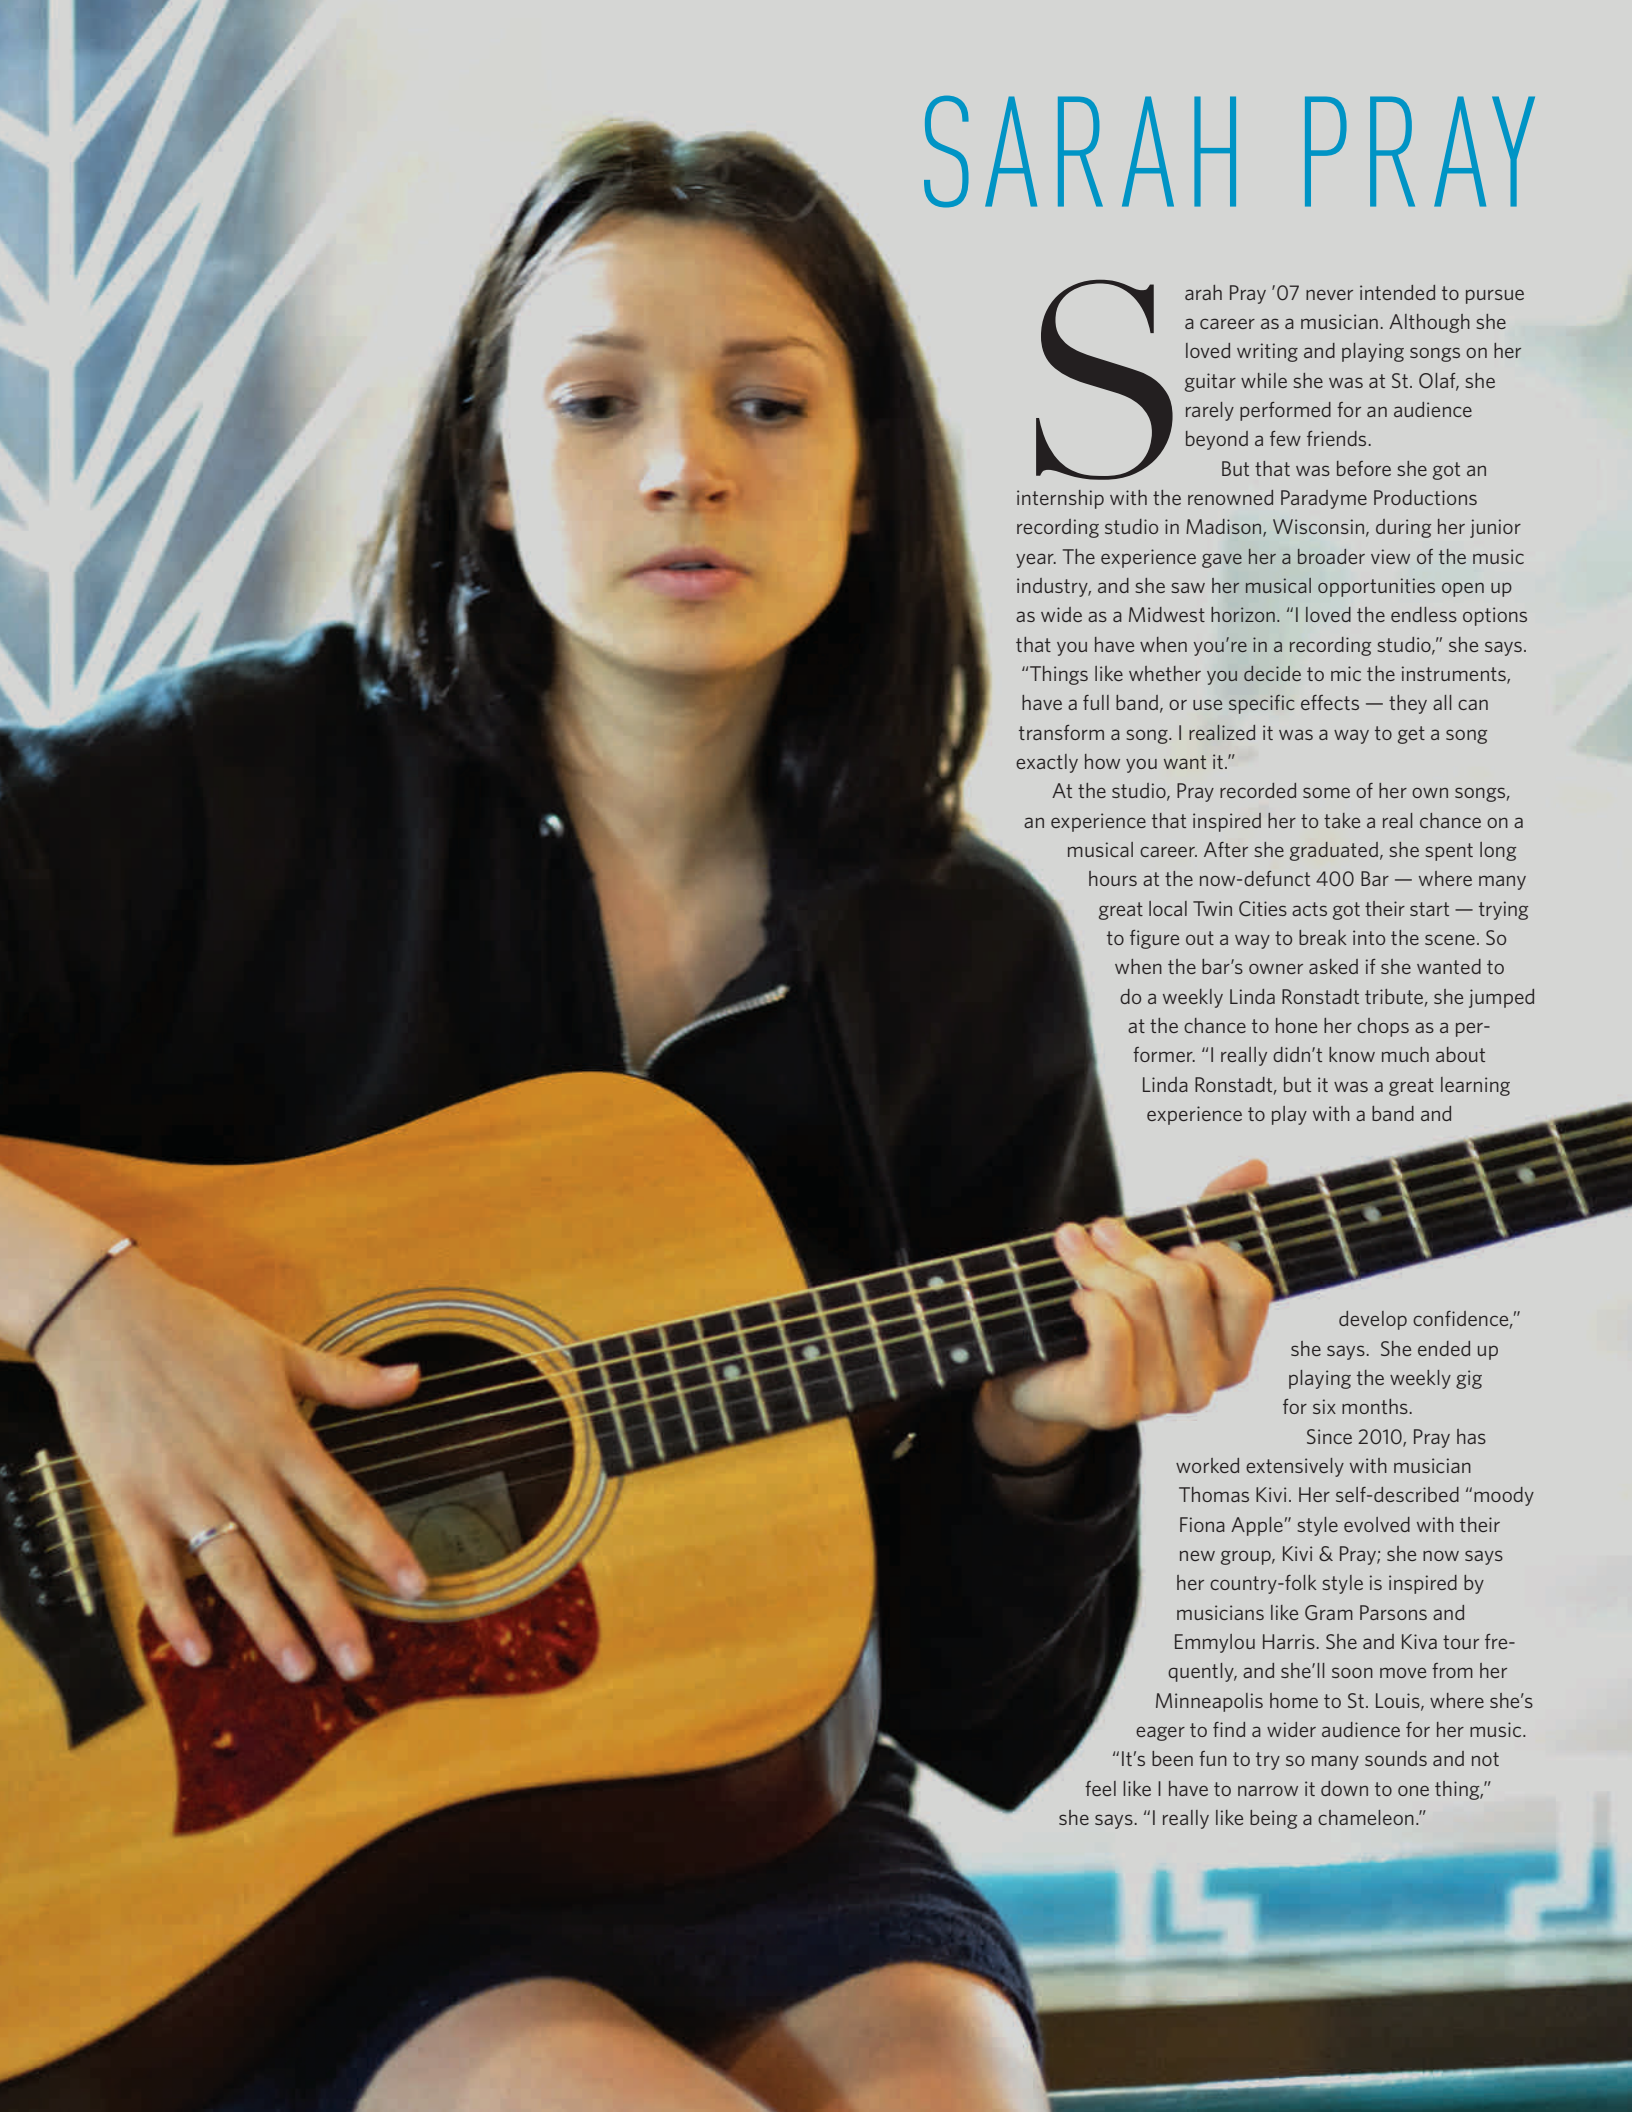 SARAH PRAY
Sarah Pray ’07 never intended to pursue
a career as a musician. Although she
loved writing and playing songs on her
guitar while she was at St. Olaf, she
rarely performed for an audience
beyond a few friends.
But that was before she got an
internship with the renowned Paradyme Productions
recording studio in Madison, Wisconsin, during her junior
year. The experience gave her a broader view of the music
industry, and she saw her musical opportunities open up
as wide as a Midwest horizon. “I loved the endless options
that you have when you’re in a recording studio,” she says.
“Things like whether you decide to mic the instruments,
have a full band, or use specific effects — they all can
transform a song. I realized it was a way to get a song
exactly how you want it.”
At the studio, Pray recorded some of her own songs,
an experience that inspired her to take a real chance on a
musical career. After she graduated, she spent long
hours at the now-defunct 400 Bar — where many
great local Twin Cities acts got their start — trying
to figure out a way to break into the scene. So
when the bar’s owner asked if she wanted to
do a weekly Linda Ronstadt tribute, she jumped
at the chance to hone her chops as a per-
former. “I really didn’t know much about
Linda Ronstadt, but it was a great learning
experience to play with a band and
develop confidence,”
she says.  She ended up
playing the weekly gig
for six months.
Since 2010, Pray has
worked extensively with musician
Thomas Kivi. Her self-described “moody
Fiona Apple” style evolved with their
new group, Kivi & Pray; she now says
her country-folk style is inspired by
musicians like Gram Parsons and
Emmylou Harris. She and Kiva tour fre-
quently, and she’ll soon move from her
Minneapolis home to St. Louis, where she’s
eager to find a wider audience for her music.
“It’s been fun to try so many sounds and not
feel like I have to narrow it down to one thing,”
she says. “I really like being a chameleon.”